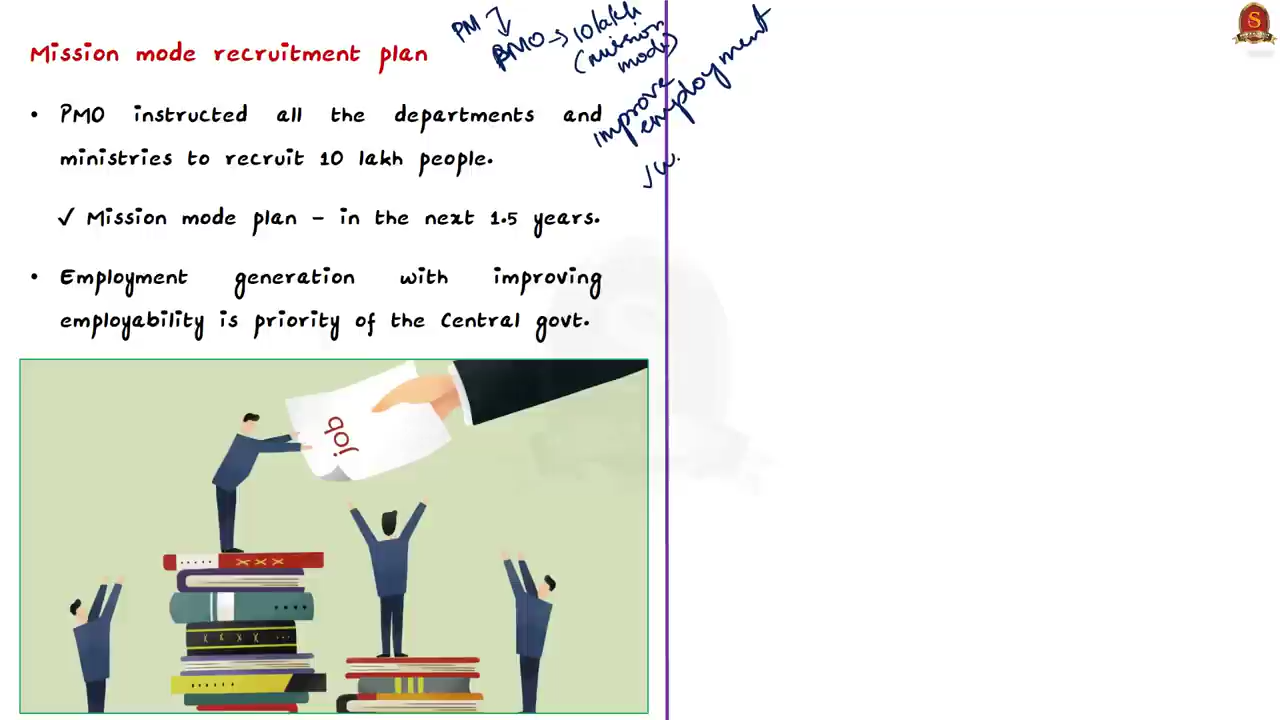 Mission mode recruitment plan
PM
PMO → 10 lakh
(mission
mode)
improve
employment
• PMO instructed all the departments and
ministries to recruit 10 lakh people.
✓ Mission mode plan - in the next 1.5 years.
• Employment generation with improving
employability is priority of the Central govt.
job
S